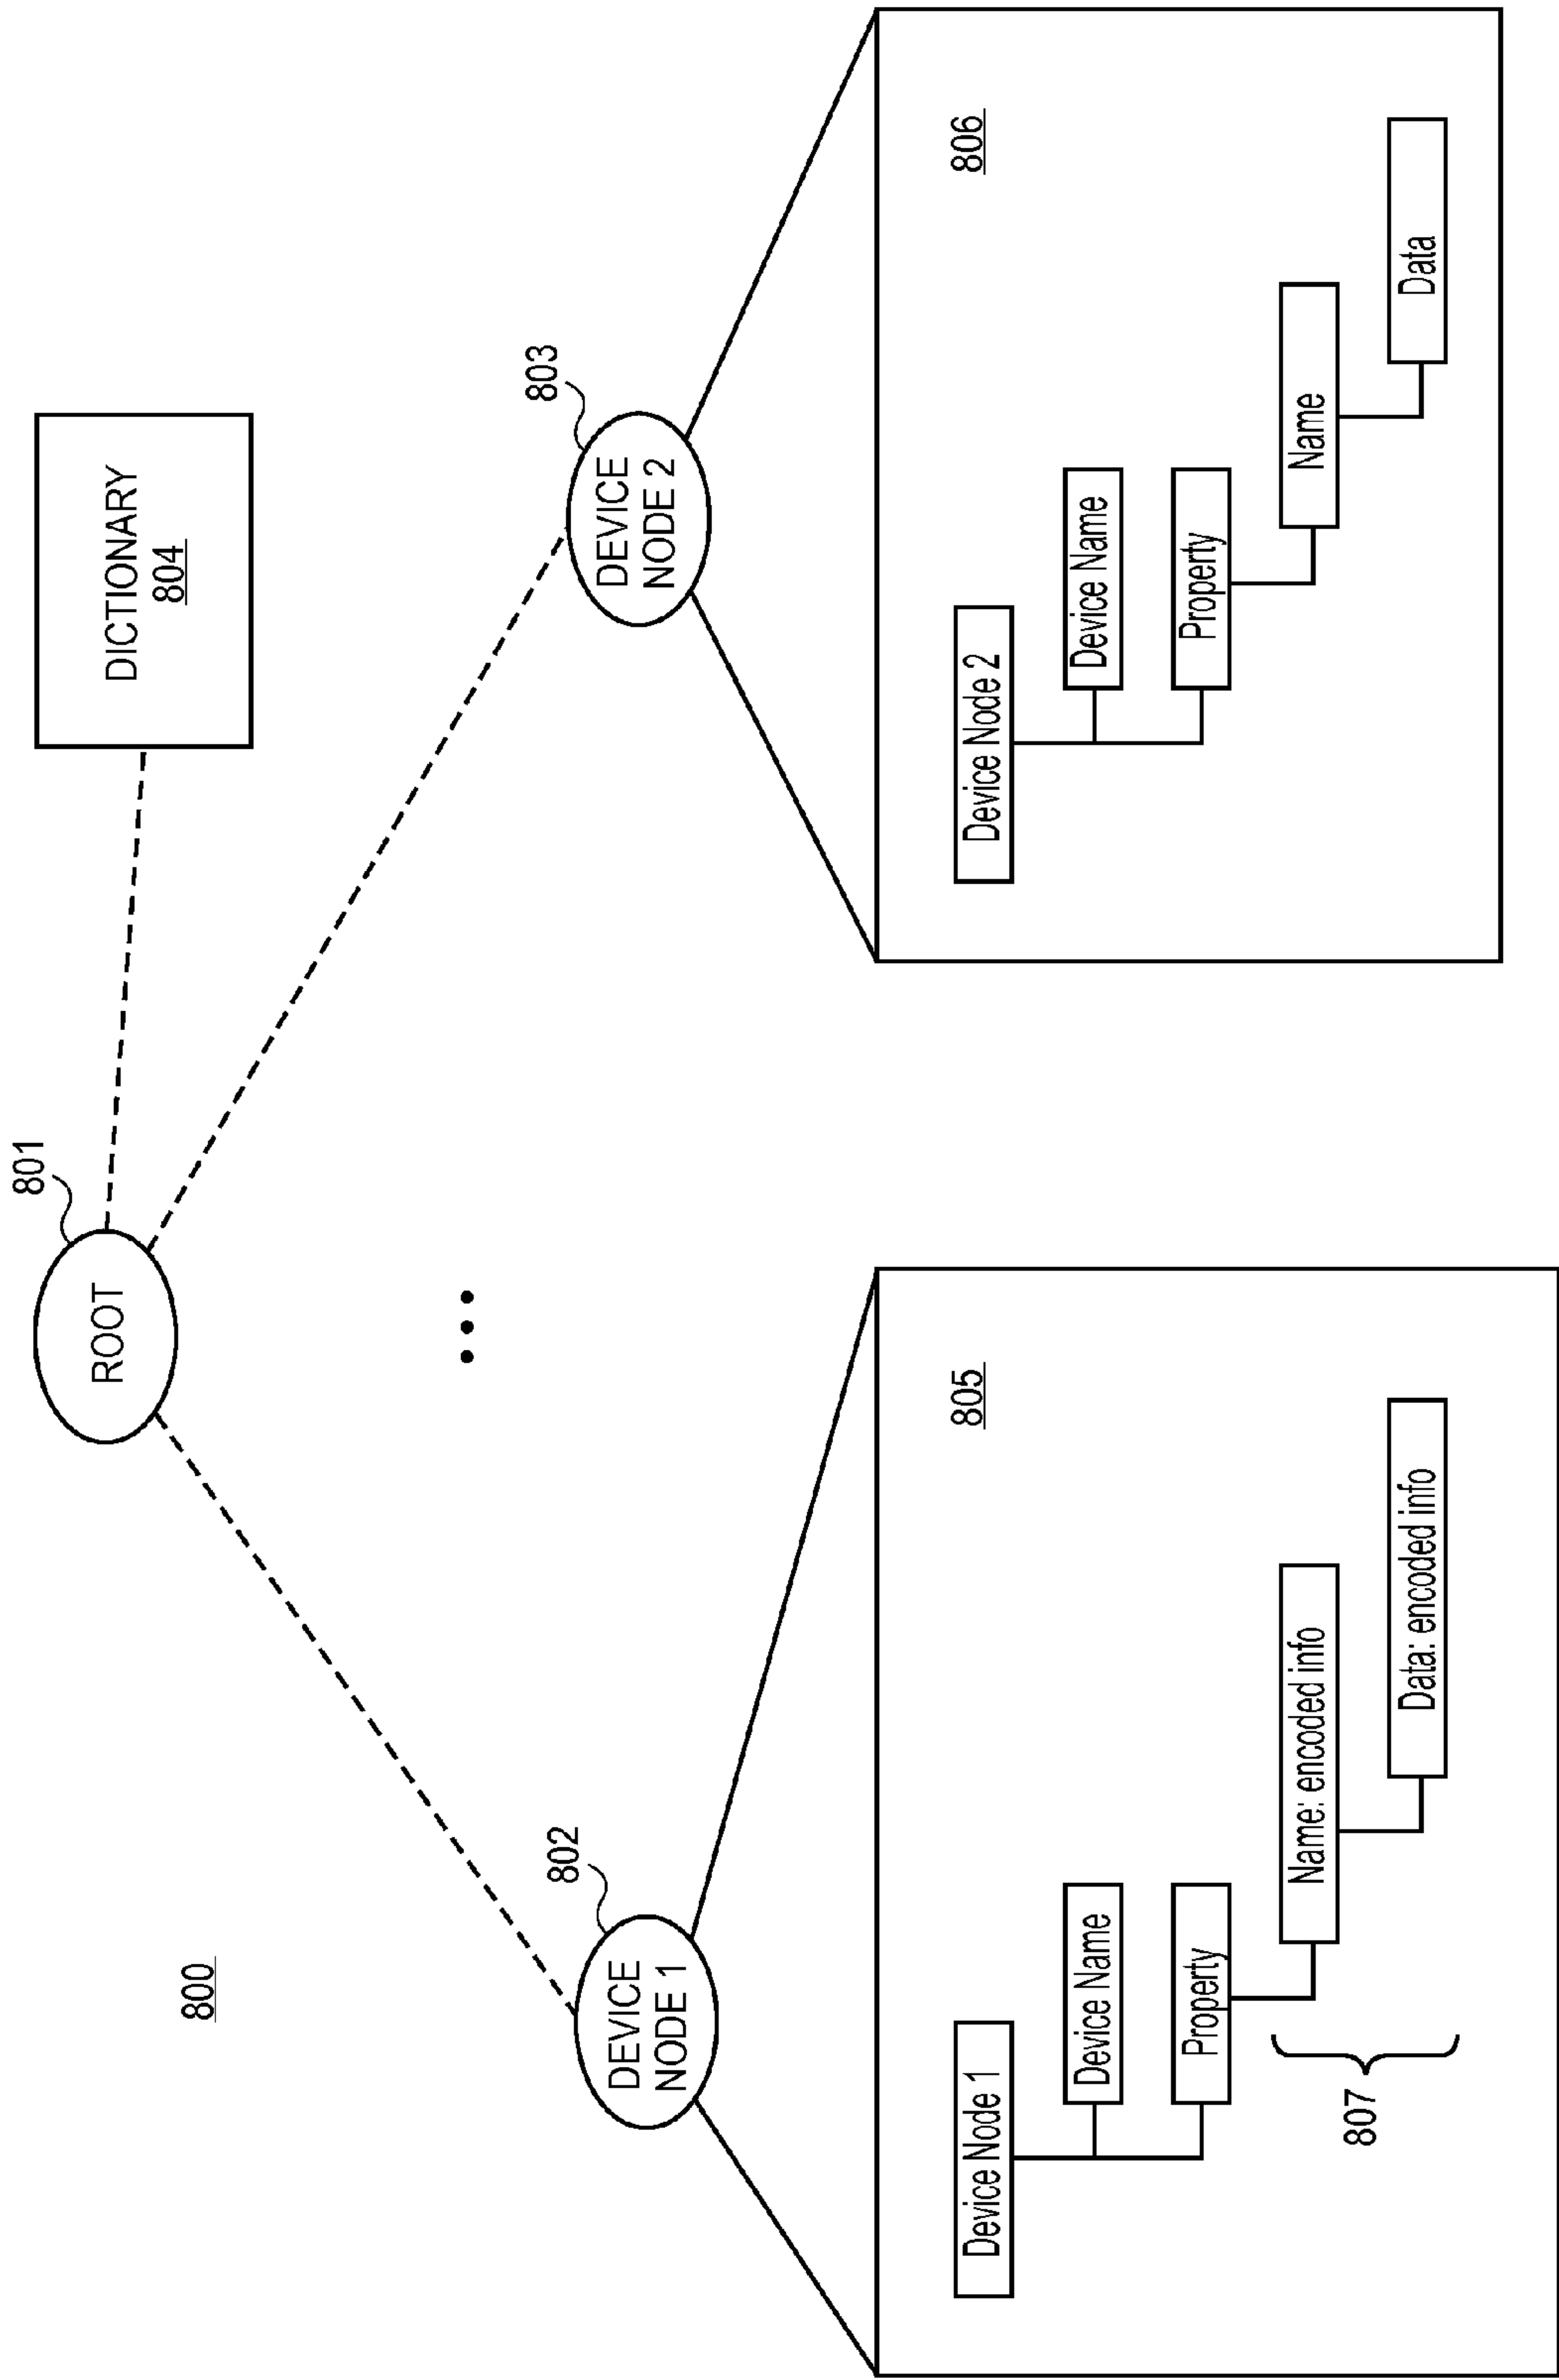 800
801
ROOT
DICTIONARY
804
802
DEVICE
NODE 1
803
DEVICE
NODE 2
805
Device Node 1
Device Name
Property
Name: encoded info
Data: encoded info
807
806
Device Node 2
Device Name
Property
Name
Data